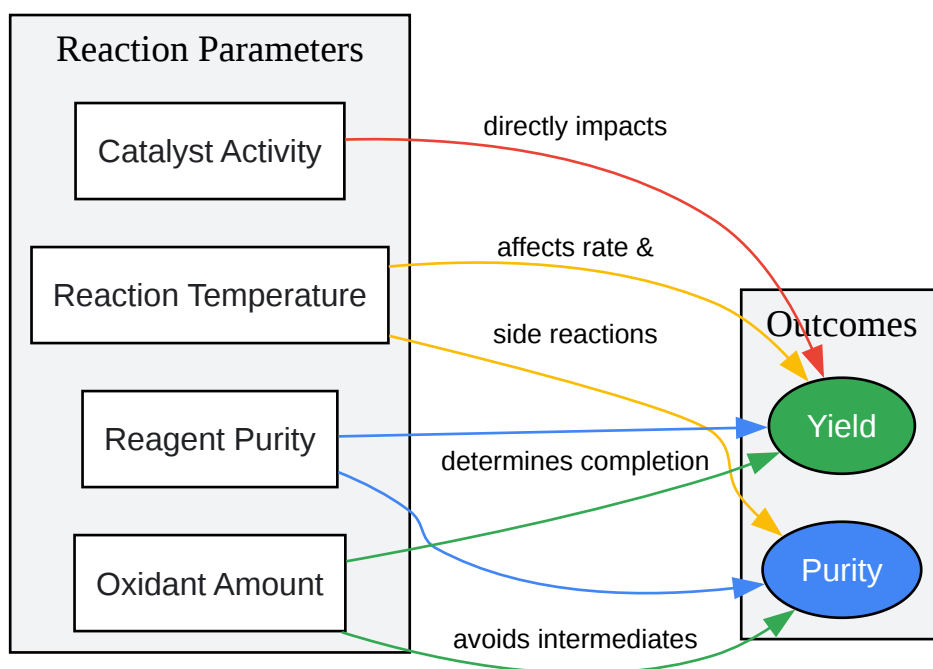 Reaction Parameters
Catalyst Activity
directly impacts
Reaction Temperature
affects rate &
side reactions
Outcomes
Yield
Reagent Purity
determines completion
Oxidant Amount
Purity
avoids intermediates